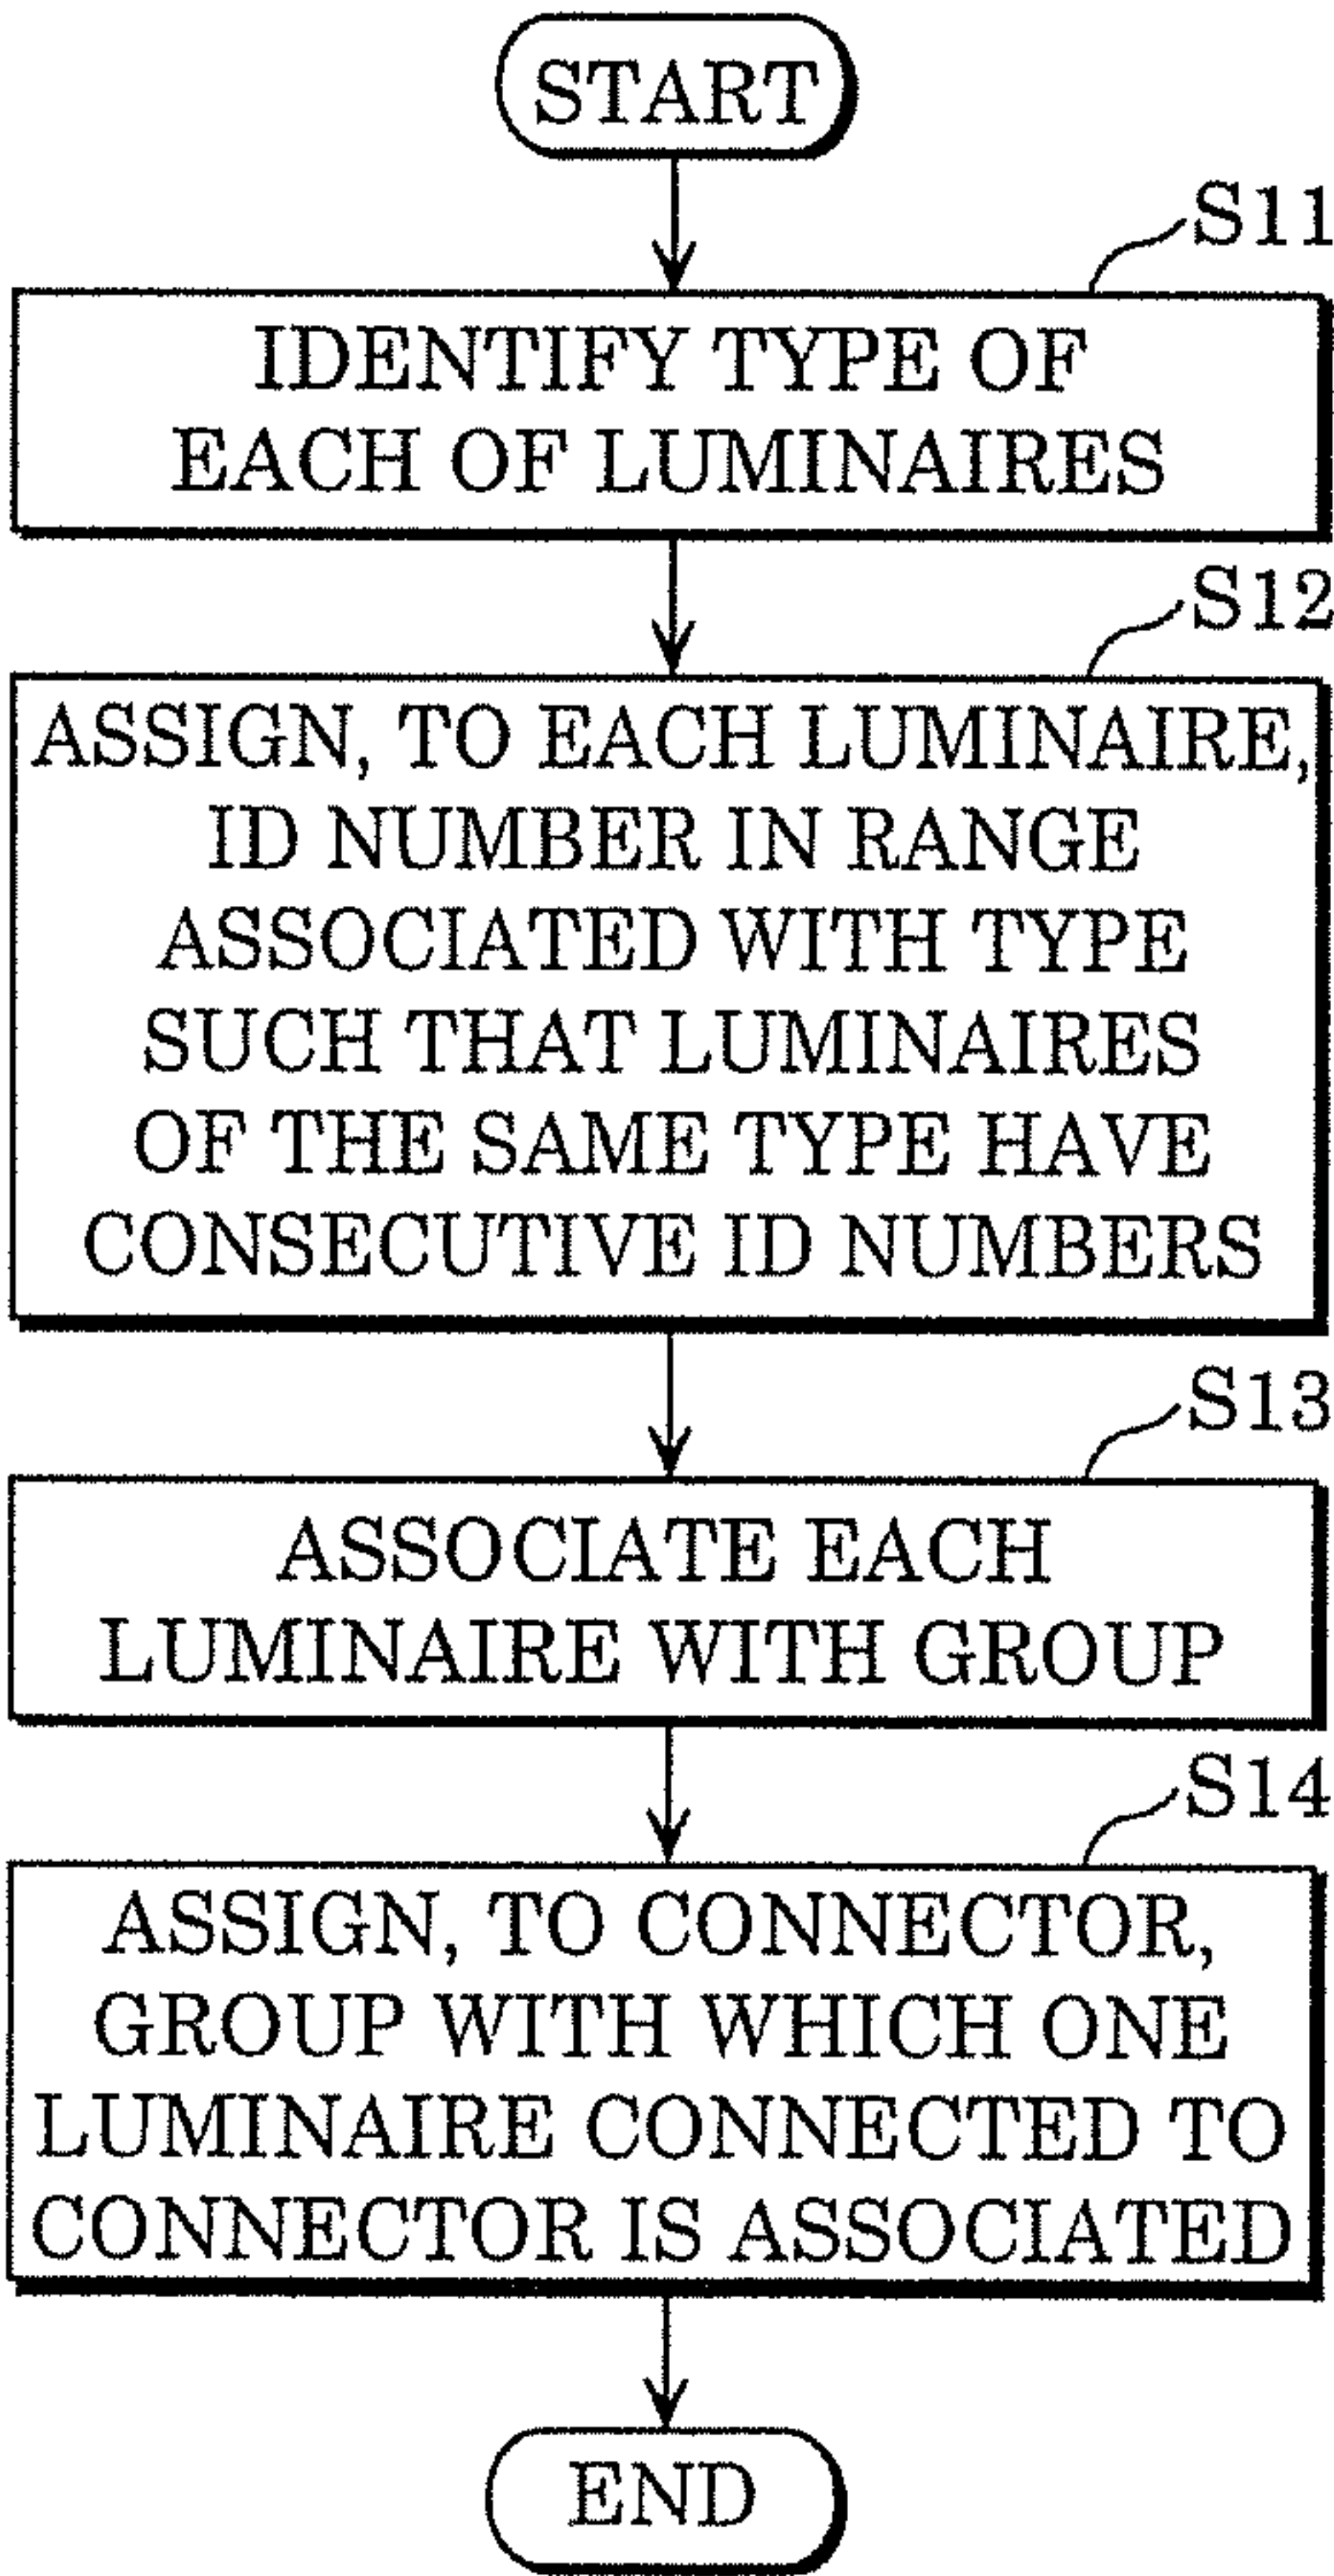 START
S11
IDENTIFY TYPE OF
EACH OF LUMINAIRES
S12
ASSIGN, TO EACH LUMINAIRE,
ID NUMBER IN RANGE
ASSOCIATED WITH TYPE
SUCH THAT LUMINAIRES
OF THE SAME TYPE HAVE
CONSECUTIVE ID NUMBERS
S13
ASSOCIATE EACH
LUMINAIRE WITH GROUP
S14
ASSIGN, TO CONNECTOR,
GROUP WITH WHICH ONE
LUMINAIRE CONNECTED TO
CONNECTOR IS ASSOCIATED
END